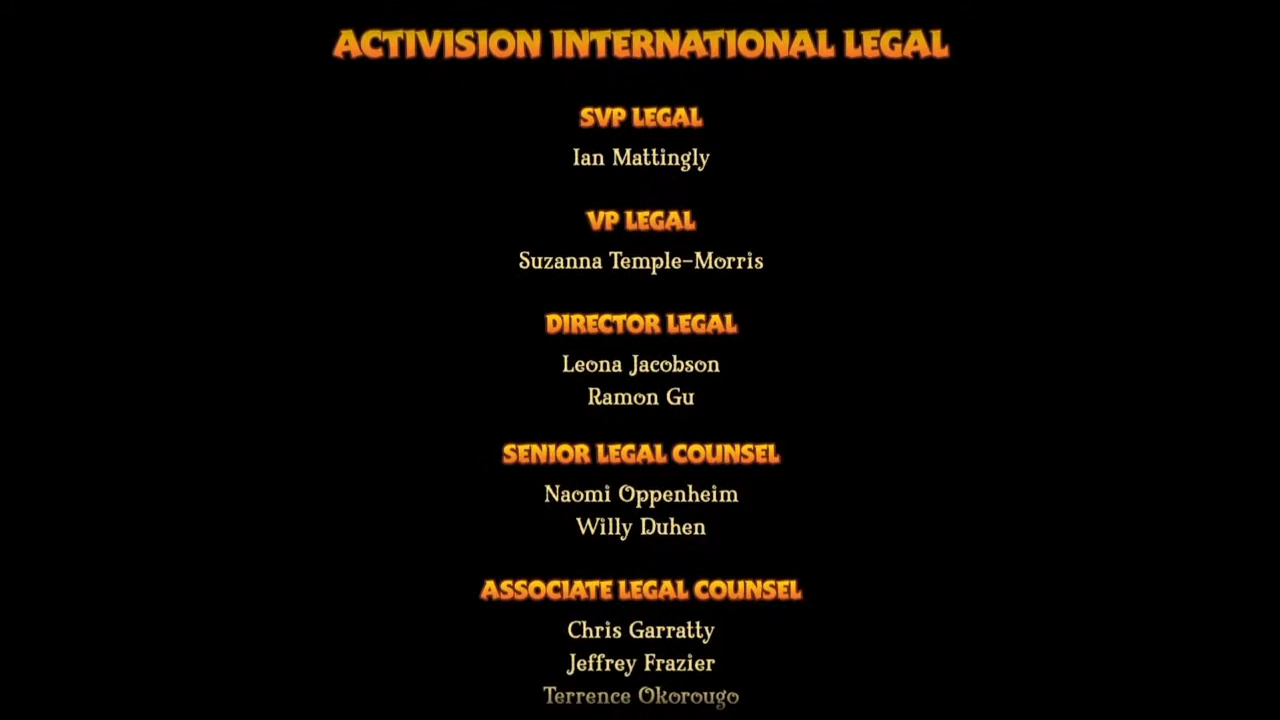 ACTIVISION INTERNATIONAL LEGAL
SVP LEGAL
Ian Mattingly
VP LEGAL
Suzanna Temple-Morris
DIRECTOR LEGAL
Leona Jacobson
Ramon Gu
SENIOR LEGAL COUNSEL
Naomi Oppenheim
Willy Duhen
ASSOCIATE LEGAL COUNSEL
Chris Garratty
Jeffrey Frazier
Terrence Okorougo